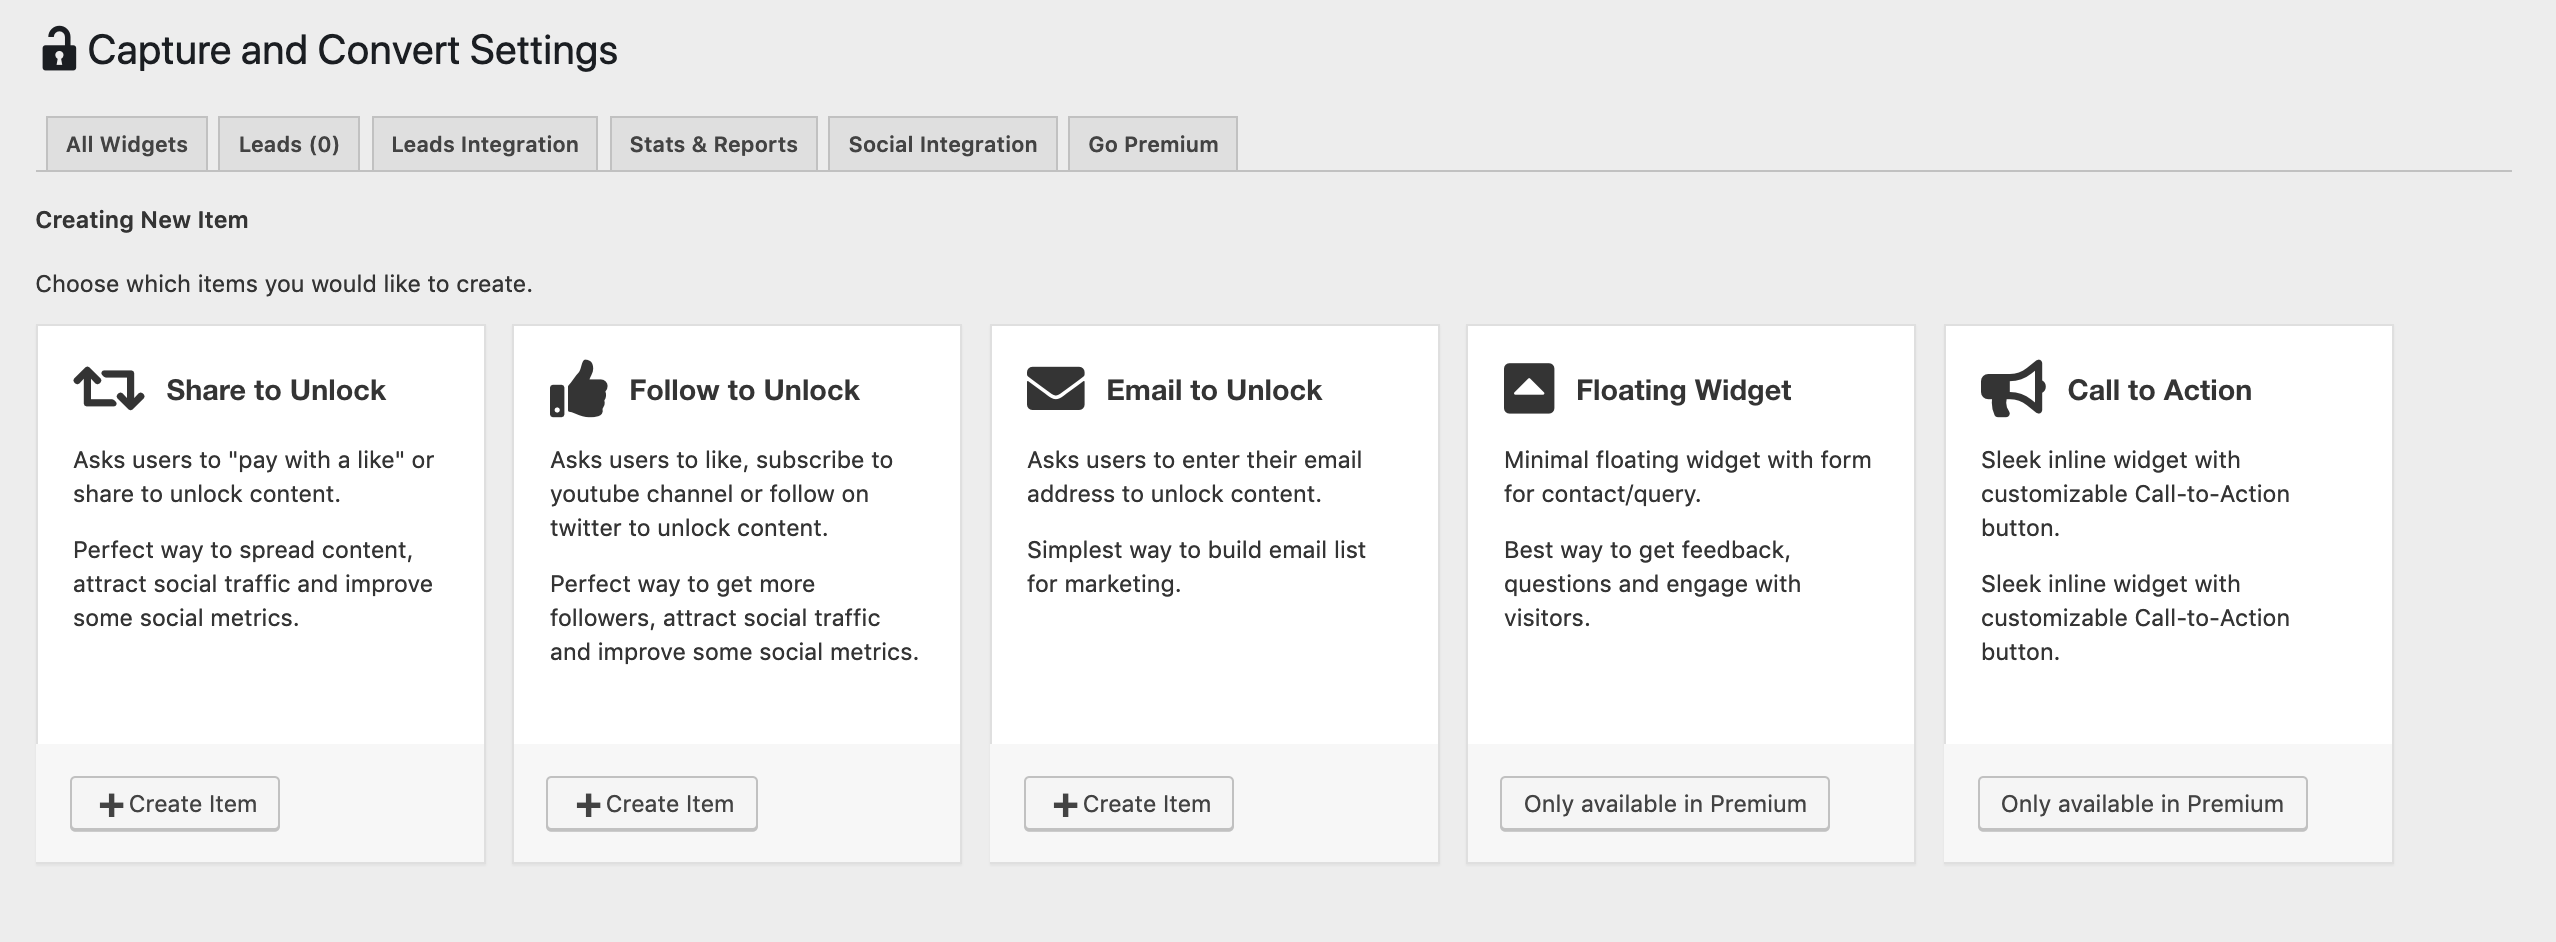 Capture and Convert Settings
All Widgets
Leads (0)
Leads Integration
Stats & Reports
Social Integration
Go Premium
Creating New Item
Choose which items you would like to create.
Share to Unlock
Asks users to "pay with a like" or
share to unlock content.
Perfect way to spread content,
attract social traffic and improve
some social metrics.
Create Item
Follow to Unlock
Asks users to like, subscribe to
youtube channel or follow on
twitter to unlock content.
Perfect way to get more
followers, attract social traffic
and improve some social metrics.
Create Item
Email to Unlock
Asks users to enter their email
address to unlock content.
Simplest way to build email list
for marketing.
Create Item
Floating Widget
Minimal floating widget with form
for contact/query.
Best way to get feedback,
questions and engage with
visitors.
Only available in Premium
Call to Action
Sleek inline widget with
customizable Call-to-Action
button.
Sleek inline widget with
customizable Call-to-Action
button.
Only available in Premium